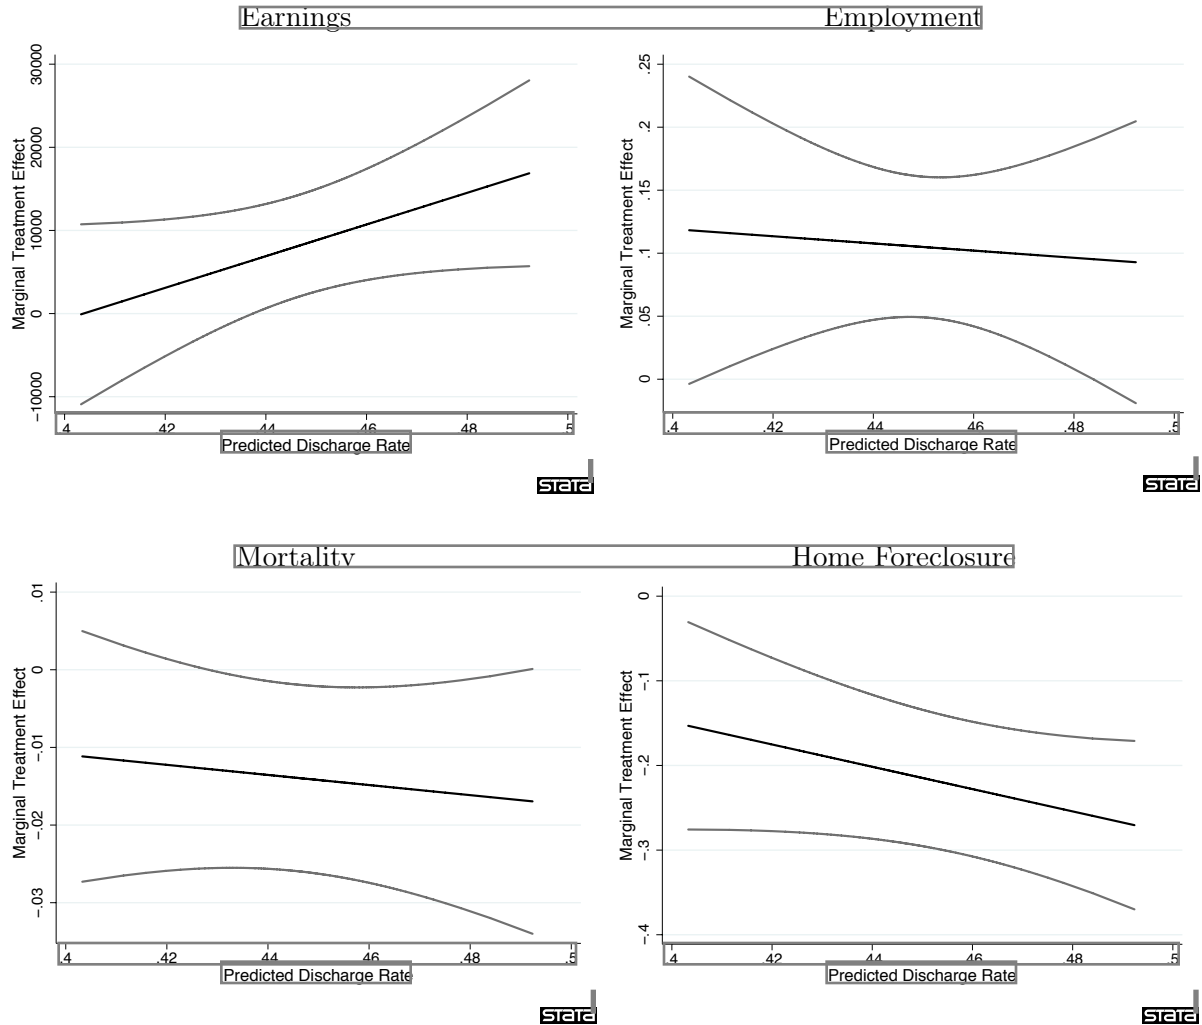 Earnings
Employment
Marginal Treatment Effect
30000
20000
10000
0
−10000
.4 .42 .44 .46 .48 .5
Predicted Discharge Rate
stata
Marginal Treatment Effect
.25
.2
.15
.1
.05
0
.4 .42 .44 .46 .48 .5
Predicted Discharge Rate
stata
Mortality
Home Foreclosure
Marginal Treatment Effect
.01
0
−.01
−.02
−.03
.4 .42 .44 .46 .48 .5
Predicted Discharge Rate
stata
Marginal Treatment Effect
0
−.1
−.2
−.3
−.4
.4 .42 .44 .46 .48 .5
Predicted Discharge Rate
stata